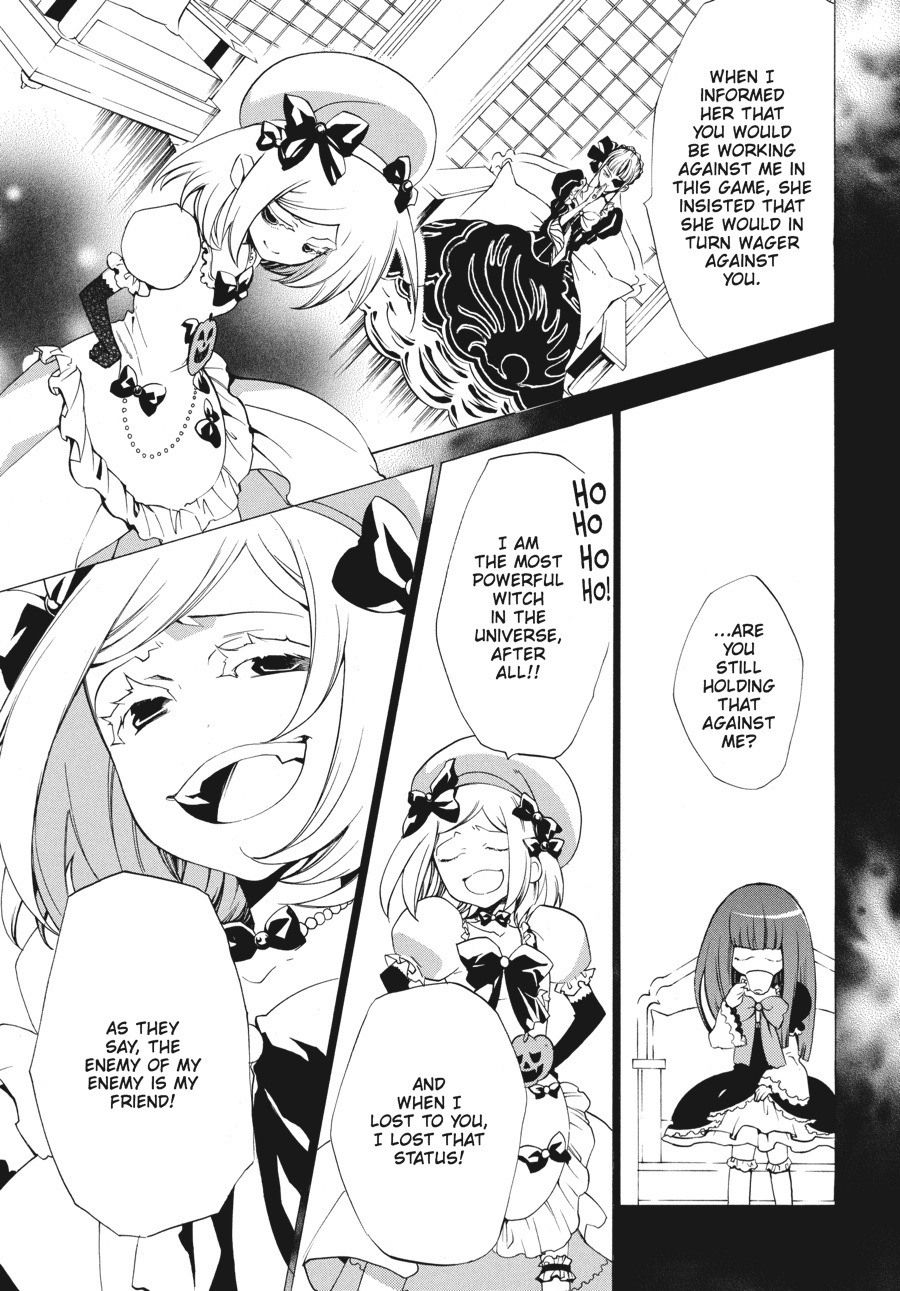 WHEN I
INFORMED
HER THAT
YOU WOULD
BE WORKING
AGAINST ME IN
THIS GAME, SHE
INSISTED THAT
SHE WOULD IN
TURN WAGER
AGAINST
YOU.
...ARE
YOU
STILL
HOLDING
THAT
AGAINST
ME?
HO
HO
HO
HO!
I AM
THE MOST
POWERFUL
WITCH
IN THE
UNIVERSE,
AFTER
ALL!!
AND
WHEN I
LOST TO YOU,
I LOST THAT
STATUS!
AS THEY
SAY, THE
ENEMY OF MY
ENEMY IS MY
FRIEND!